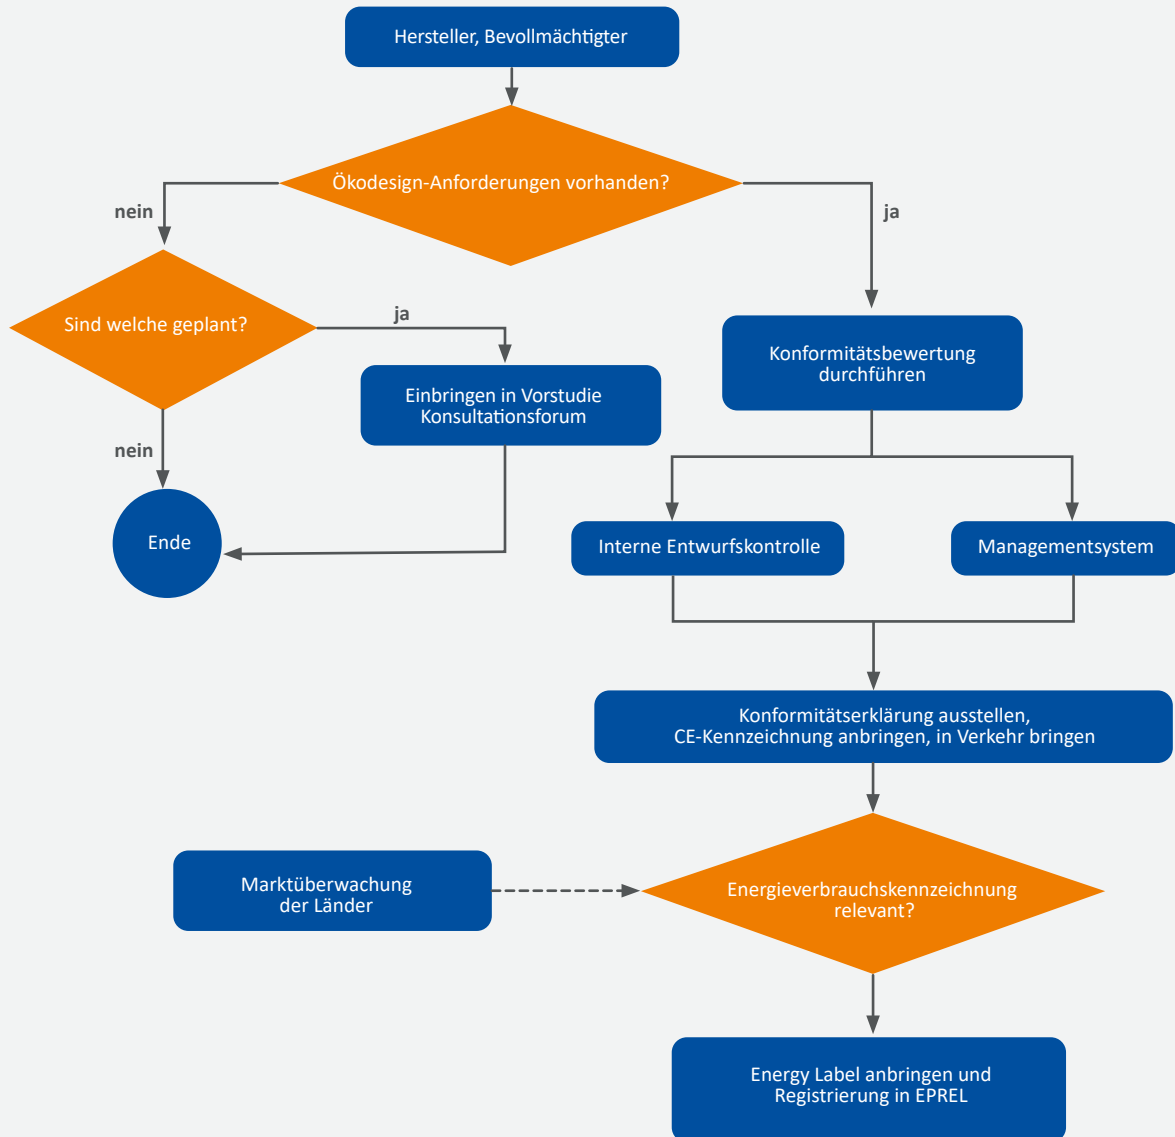 Hersteller, Bevollmächtigter
Ökodesign-Anforderungen vorhanden?
nein
ja
Sind welche geplant?
ja
Konformitätsbewertung
durchführen
Einbringen in Vorstudie
Konsultationsforum
nein
Ende
Interne Entwurfskontrolle
Managementsystem
Konformitätserklärung ausstellen,
CE-Kennzeichnung anbringen, in Verkehr bringen
Marktüberwachung
der Länder
Energieverbrauchskennzeichnung
relevant?
Energy Label anbringen und
Registrierung in EPREL